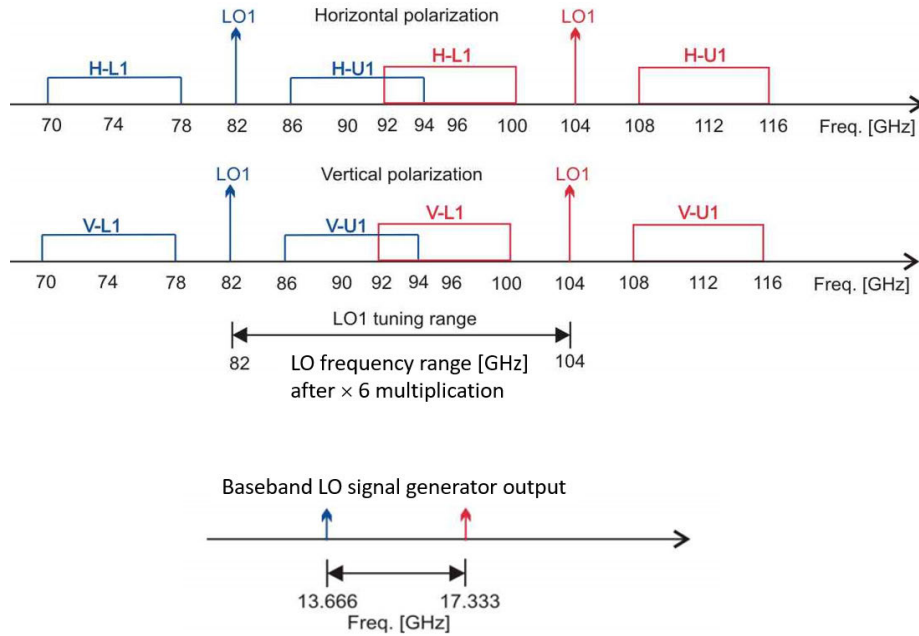 LO1 Horizontal polarization LO1
H-L1 H-U1 H-L1 H-U1
70 74 78 82 86 90 92 94 96 100 104 108 112 116 Freq. [GHz]
LO1 Vertical polarization LO1
V-L1 V-U1 V-L1 V-U1
70 74 78 82 86 90 92 94 96 100 104 108 112 116 Freq. [GHz]
LO1 tuning range
82 LO frequency range [GHz] 104
after × 6 multiplication
Baseband LO signal generator output
13.666 17.333
Freq. [GHz]